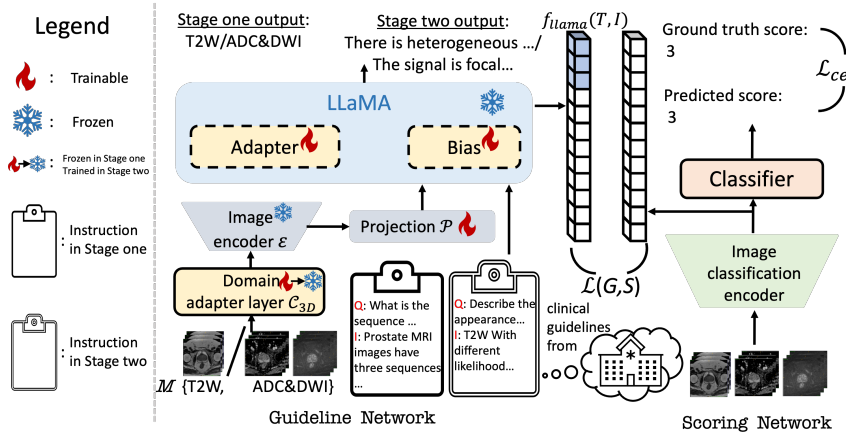 Legend
: Trainable
: Frozen
: Frozen in Stage one
Trained in Stage two
: Instruction
in Stage one
: Instruction
in Stage two
Stage one output:
T2W/ADC&DWI
Stage two output:
There is heterogeneous .../
The signal is focal...
LLaMA
Adapter
Bias
Image
encoder ℰ
Projection 𝒫
Domain
adapter layer 𝒞3D
ℳ {T2W, ADC&DWI}
Q: What is the
sequence ...
I: Prostate MRI
images have
three sequences
...
Q: Describe the
appearance...
I: T2W With
different
likelihood...
clinical
guidelines
from
Guideline Network
fllama(T, I)
ℒ(G,S)
Ground truth score:
3
Predicted score:
3
ℒce
Classifier
Image
classification
encoder
Scoring Network